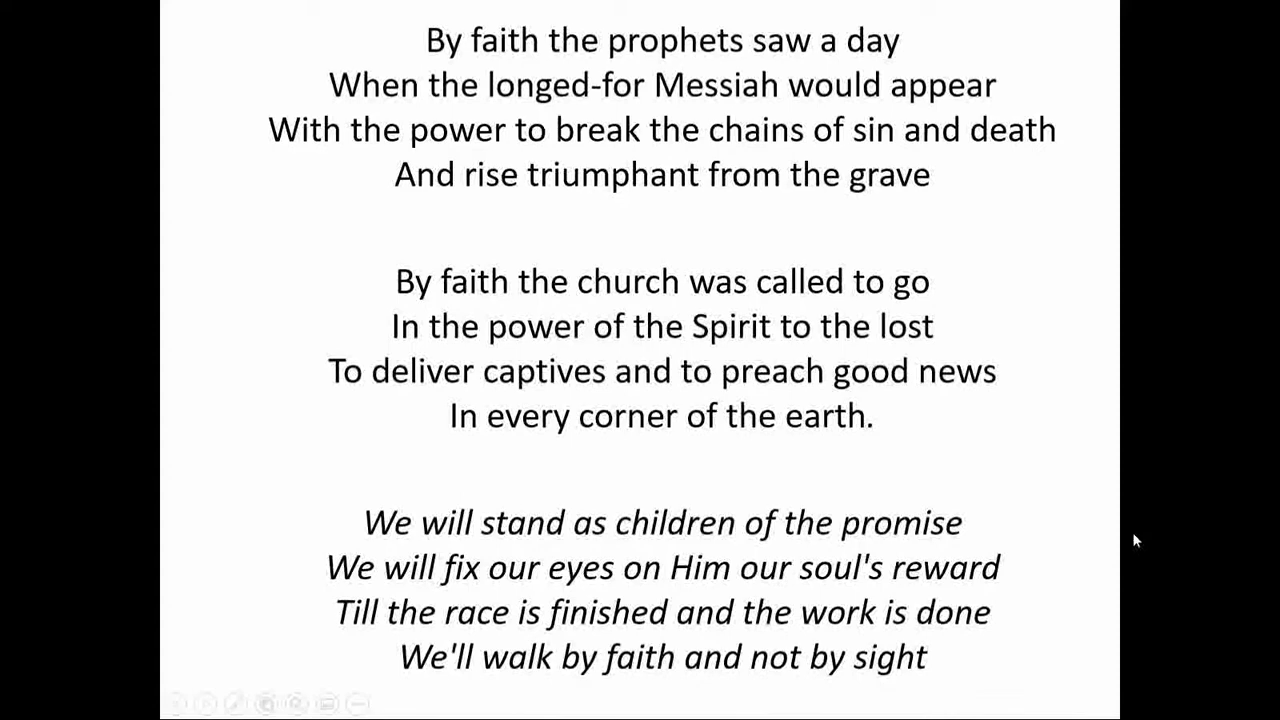 By faith the prophets saw a day
When the longed-for Messiah would appear
With the power to break the chains of sin and death
And rise triumphant from the grave
By faith the church was called to go
In the power of the Spirit to the lost
To deliver captives and to preach good news
In every corner of the earth.
We will stand as children of the promise
We will fix our eyes on Him our soul's reward
Till the race is finished and the work is done
We'll walk by faith and not by sight